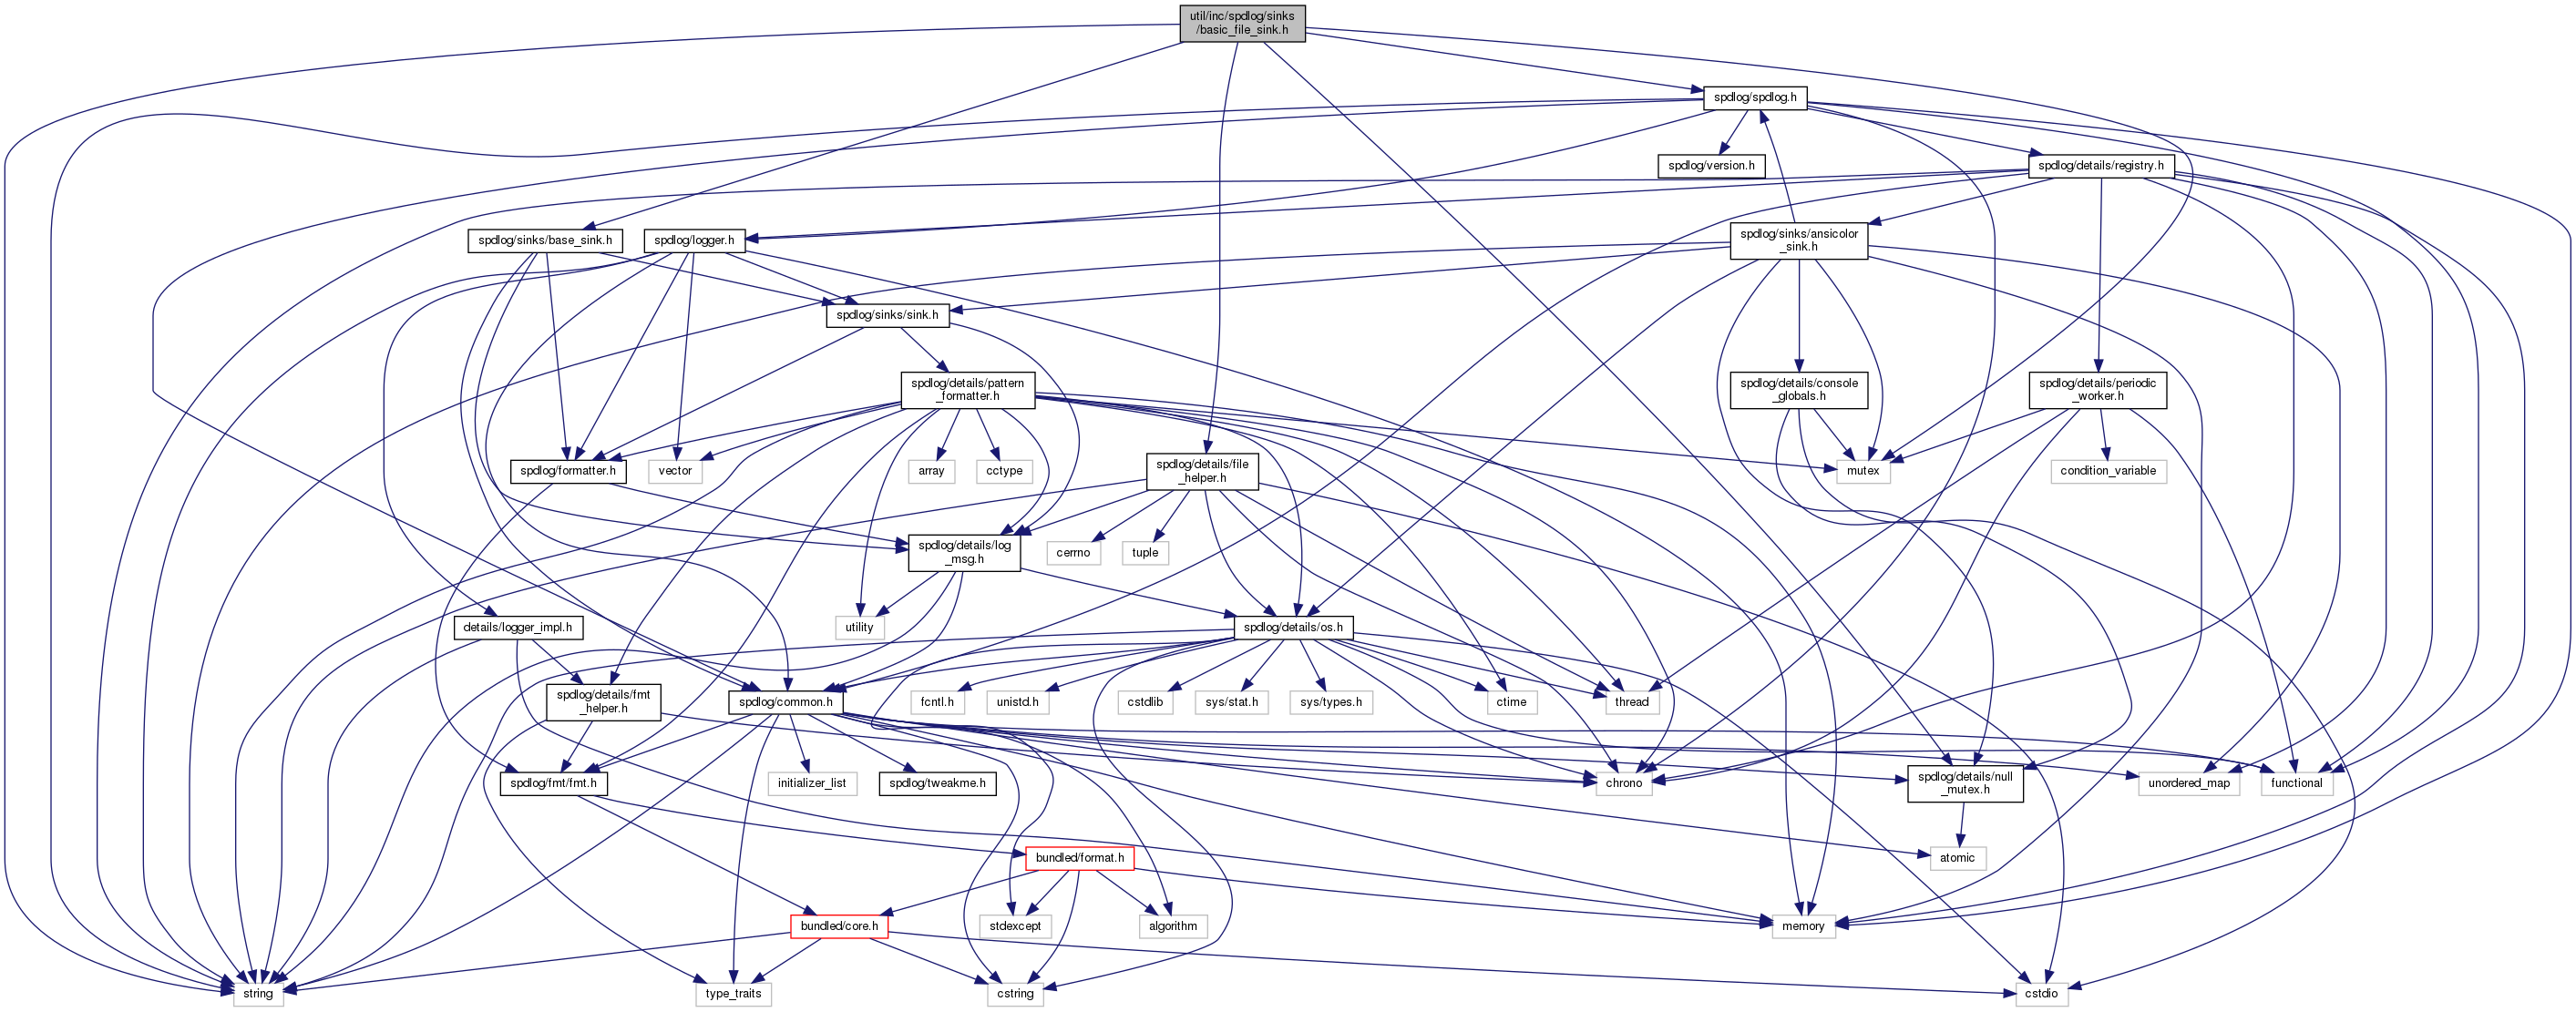 util/inc/spdlog/sinks
/basic_file_sink.h
spdlog/spdlog.h
spdlog/version.h
spdlog/details/registry.h
spdlog/sinks/base_sink.h
spdlog/logger.h
spdlog/sinks/ansicolor
_sink.h
spdlog/sinks/sink.h
spdlog/details/pattern
_formatter.h
spdlog/details/console
_globals.h
spdlog/details/periodic
_worker.h
spdlog/formatter.h
vector
array
cctype
spdlog/details/file
_helper.h
mutex
condition_variable
spdlog/details/log
_msg.h
cerrno
tuple
details/logger_impl.h
utility
spdlog/details/os.h
spdlog/details/fmt
_helper.h
spdlog/common.h
fcntl.h
unistd.h
cstdlib
sys/stat.h
sys/types.h
ctime
thread
spdlog/fmt/fmt.h
initializer_list
spdlog/tweakme.h
chrono
spdlog/details/null
_mutex.h
unordered_map
functional
bundled/format.h
atomic
bundled/core.h
stdexcept
algorithm
memory
string
type_traits
cstring
cstdio